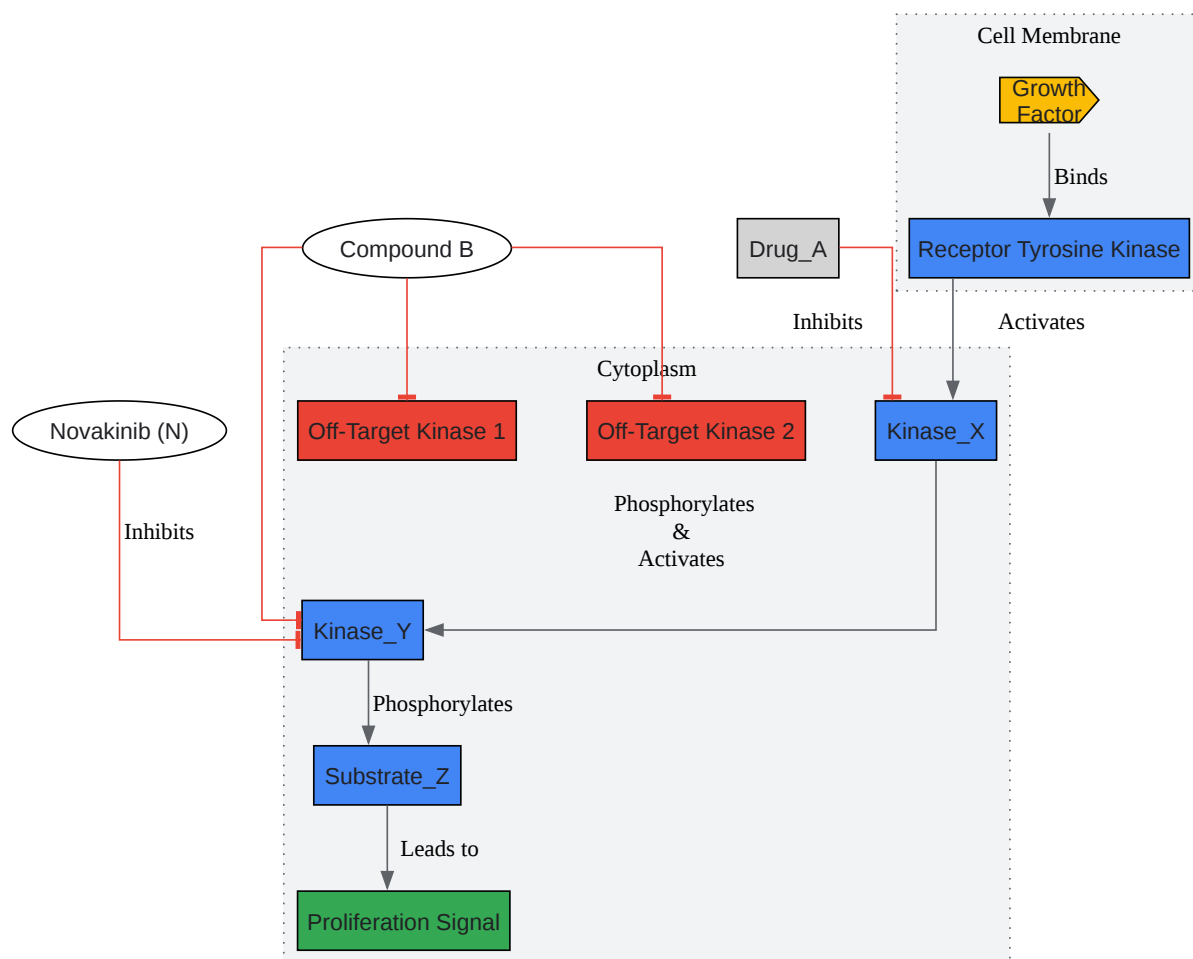 Cell Membrane
Growth
Factor
Binds
Compound B
Drug_A
Receptor Tyrosine Kinase
Inhibits
Activates
Cytoplasm
Novakinib (N)
Off-Target Kinase 1
Off-Target Kinase 2
Kinase_X
Inhibits
Phosphorylates
&
Activates
Kinase_Y
Phosphorylates
Substrate_Z
Leads to
Proliferation Signal